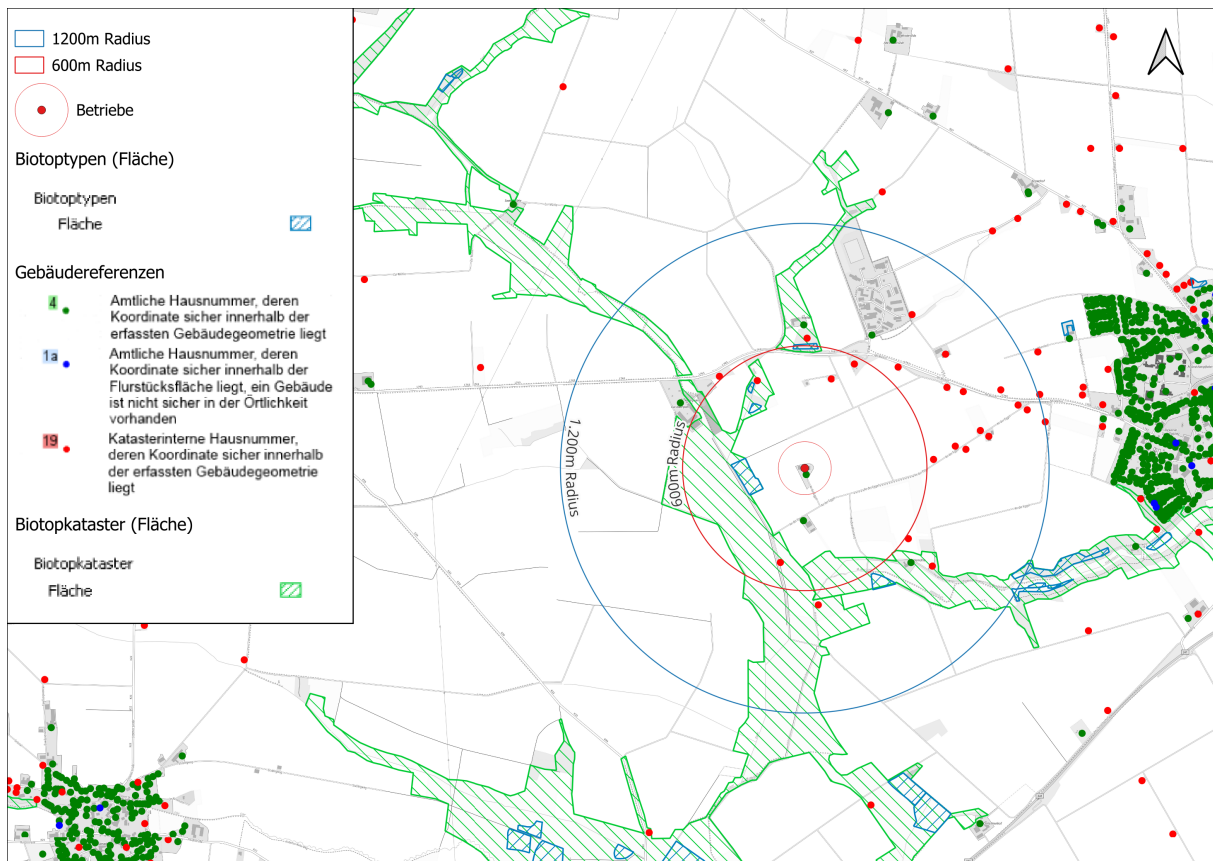 1200m Radius
600m Radius
Betriebe
Biotoptypen (Fläche)
Biotoptypen
Fläche
Gebäudereferenzen
4
Amtliche Hausnummer, deren
Koordinate sicher innerhalb der
erfassten Gebäudegeometrie liegt
1a
Amtliche Hausnummer, deren
Koordinate sicher innerhalb der
Flurstücksfläche liegt, ein Gebäude
ist nicht sicher in der Örtlichkeit
vorhanden
19
Katasterinterne Hausnummer,
deren Koordinate sicher innerhalb
der erfassten Gebäudegeometrie
liegt
Biotopkataster (Fläche)
Biotopkataster
Fläche
1.200m Radius
600m Radius